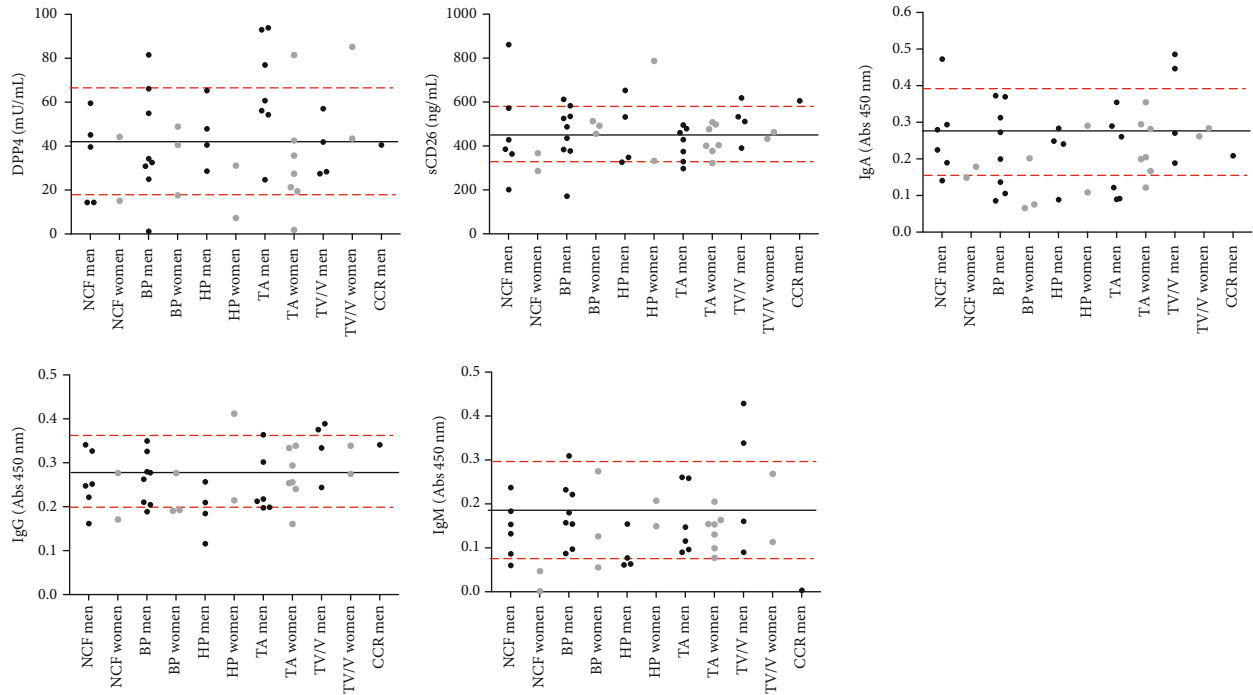 DPP4 (mU/mL)
100
80
60
40
20
0
NCF men
NCF women
BP men
BP women
HP men
HP women
TA men
TA women
TV/V men
TV/V women
CCR men
sCD26 (ng/mL)
1000
800
600
400
200
0
NCF men
NCF women
BP men
BP women
HP men
HP women
TA men
TA women
TV/V men
TV/V women
CCR men
IgA (Abs 450 nm)
0.6
0.5
0.4
0.3
0.2
0.1
0.0
NCF men
NCF women
BP men
BP women
HP men
HP women
TA men
TA women
TV/V men
TV/V women
CCR men
IgG (Abs 450 nm)
0.5
0.4
0.3
0.2
0.1
0.0
NCF men
NCF women
BP men
BP women
HP men
HP women
TA men
TA women
TV/V men
TV/V women
CCR men
IgM (Abs 450 nm)
0.5
0.4
0.3
0.2
0.1
0.0
NCF men
NCF women
BP men
BP women
HP men
HP women
TA men
TA women
TV/V men
TV/V women
CCR men